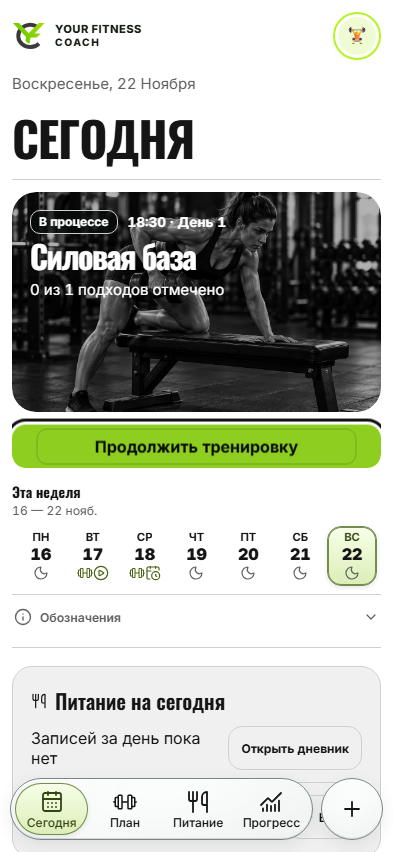 YOUR FITNESS
COACH
Воскресенье, 22 Ноября
СЕГОДНЯ
В процессе 18:30 · День 1
Силовая база
0 из 1 подходов отмечено
Продолжить тренировку
Эта неделя
16 — 22 нояб.
ПН ВТ СР ЧТ ПТ СБ ВС
16 17 18 19 20 21 22
Обозначения
Питание на сегодня
Записей за день пока
нет
Открыть дневник
Сегодня План Питание Прогресс